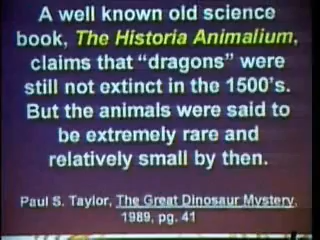 A well known old science
book, The Historia Animalium,
claims that “dragons” were
still not extinct in the 1500’s.
But the animals were said to
be extremely rare and
relatively small by then.
Paul S. Taylor, The Great Dinosaur Mystery,
1989, pg. 41